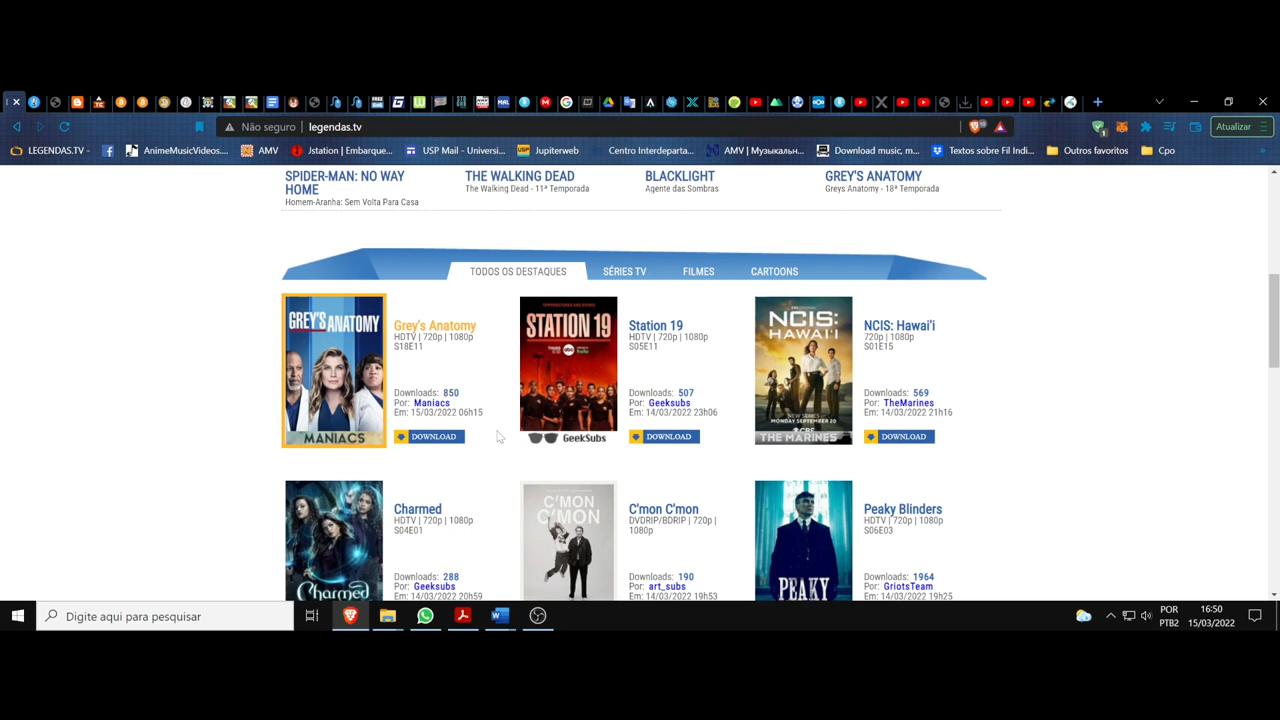 Não seguro | legendas.tv
Atualizar
LEGENDAS.TV -
AnimeMusicVideos...
AMV
Jstation | Embarque...
USP Mail - Universi...
Jupiterweb
Centro Interdeparta...
AMV | Музыкальн...
Download music, m...
Textos sobre Fil Indi...
Outros favoritos
Cpo
SPIDER-MAN: NO WAY
HOME
Homem-Aranha: Sem Volta Para Casa
THE WALKING DEAD
The Walking Dead - 11ª Temporada
BLACKLIGHT
Agente das Sombras
GREY'S ANATOMY
Greys Anatomy - 18ª Temporada
TODOS OS DESTAQUES
SÉRIES TV
FILMES
CARTOONS
GREY'S ANATOMY
MANIACS
Grey's Anatomy
HDTV | 720p | 1080p
S18E11
Downloads: 850
Por: Maniacs
Em: 15/03/2022 06h15
DOWNLOAD
STATION 19
abc
GeekSubs
Station 19
HDTV | 720p | 1080p
S05E11
Downloads: 507
Por: Geeksubs
Em: 14/03/2022 23h06
DOWNLOAD
NCIS:
HAWAI'I
NEW SERIES
MONDAY SEPTEMBER 20
CBS
THE MARINES
NCIS: Hawai'i
720p | 1080p
S01E15
Downloads: 569
Por: TheMarines
Em: 14/03/2022 21h16
DOWNLOAD
Charmed
Charmed
HDTV | 720p | 1080p
S04E01
Downloads: 288
Por: Geeksubs
Em: 14/03/2022 20h59
C'MON
C'MON
C'mon C'mon
DVDRIP/BDRIP | 720p |
1080p
Downloads: 190
Por: art_subs
Em: 14/03/2022 19h53
PEAKY
Peaky Blinders
HDTV | 720p | 1080p
S06E03
Downloads: 1964
Por: GriotsTeam
Em: 14/03/2022 19h25
Digite aqui para pesquisar
POR
PTB2
16:50
15/03/2022